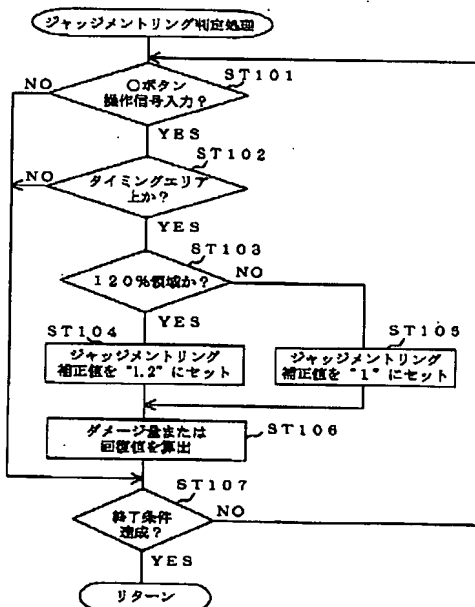 ジャッジメントリング判定処理
ST101
NO
〇ボタン
操作信号入力?
YES
ST102
NO
タイミングエリア
上か?
YES
ST103
120%領域か?
NO
YES
ST104
ジャッジメントリング
補正値を "1.2" にセット
ST105
ジャッジメントリング
補正値を "1" にセット
ダメージ量または
回復値を算出
ST106
ST107
終了条件
達成?
NO
YES
リターン